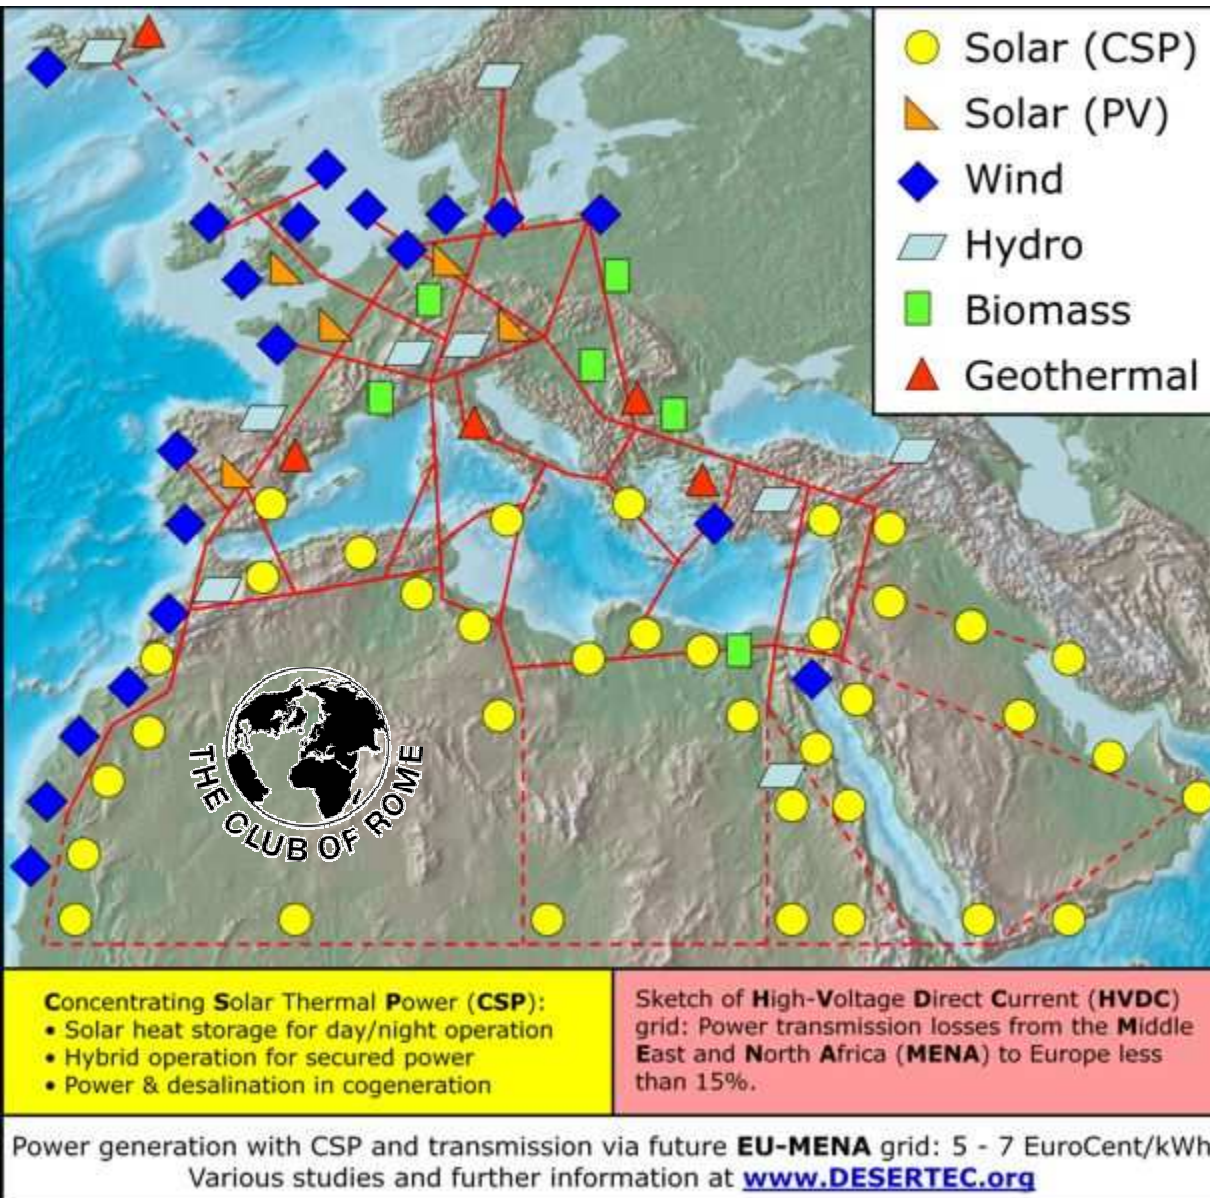 Solar (CSP)
Solar (PV)
Wind
Hydro
Biomass
Geothermal
THE CLUB OF ROME
Concentrating Solar Thermal Power (CSP):
• Solar heat storage for day/night operation
• Hybrid operation for secured power
• Power & desalination in cogeneration
Sketch of High-Voltage Direct Current (HVDC)
grid: Power transmission losses from the Middle
East and North Africa (MENA) to Europe less
than 15%.
Power generation with CSP and transmission via future EU-MENA grid: 5 - 7 EuroCent/kWh
Various studies and further information at www.DESERTEC.org